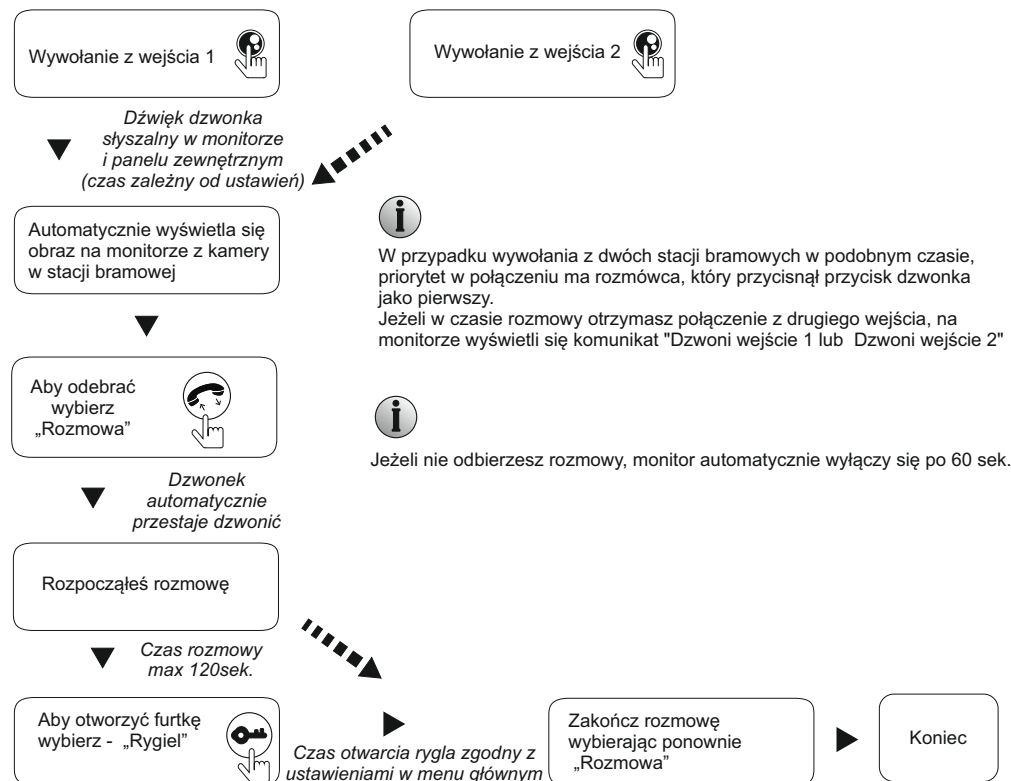 Wywołanie z wejścia 1
Wywołanie z wejścia 2
Dźwięk dzwonka
słyszalny w monitorze
i panelu zewnętrznym
(czas zależny od ustawień)
Automatycznie wyświetla się
obraz na monitorze z kamery
w stacji bramowej
W przypadku wywołania z dwóch stacji bramowych w podobnym czasie,
priorytet w połączeniu ma rozmówca, który przycisnął przycisk dzwonka
jako pierwszy.
Jeżeli w czasie rozmowy otrzymasz połączenie z drugiego wejścia, na
monitorze wyświetli się komunikat "Dzwoni wejście 1 lub Dzwoni wejście 2"
Aby odebrać
wybierz
„Rozmowa”
Jeżeli nie odbierzesz rozmowy, monitor automatycznie wyłączy się po 60 sek.
Dzwonek
automatycznie
przestaje dzwonić
Rozpocząłeś rozmowę
Czas rozmowy
max 120sek.
Aby otworzyć furtkę
wybierz - „Rygiel”
Czas otwarcia rygla zgodny z
ustawieniami w menu głównym
Zakończ rozmowę
wybierając ponownie
„Rozmowa”
Koniec